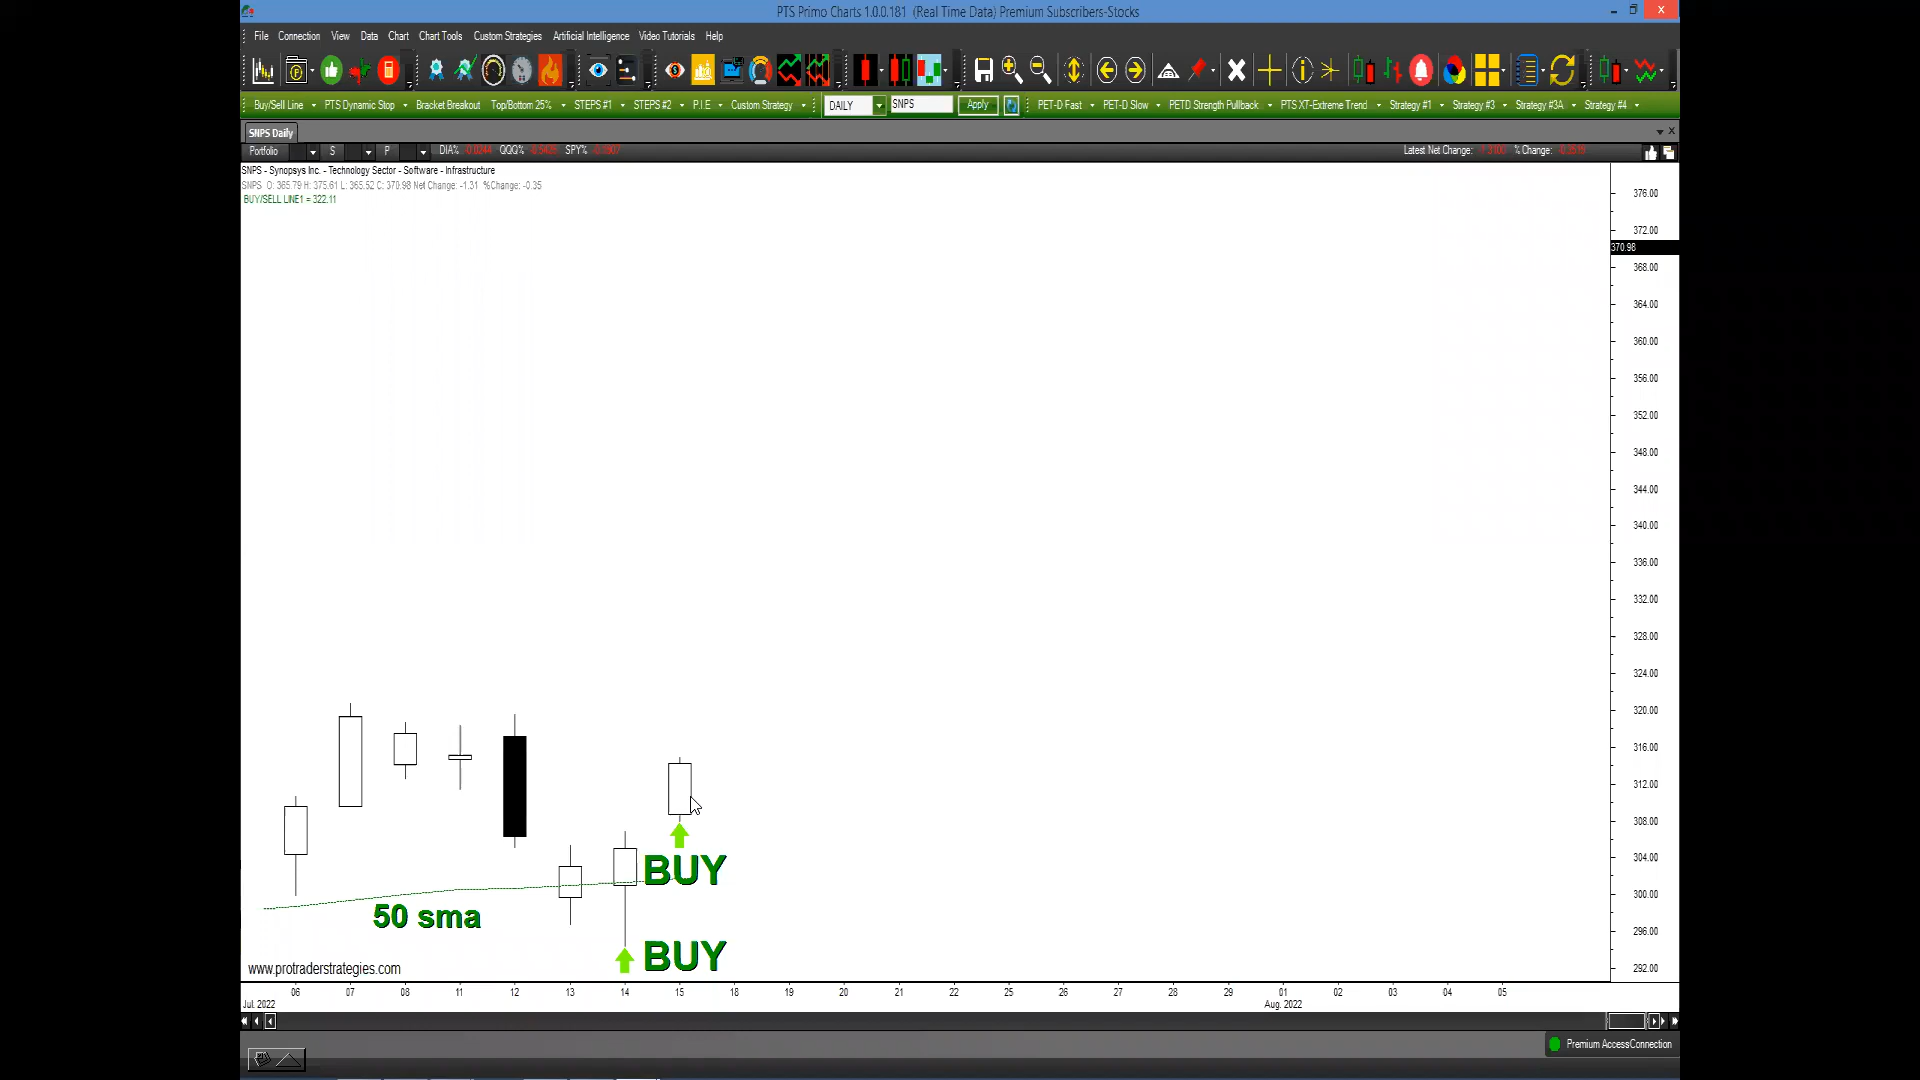 PTS Primo Charts 1.0.0.181 (Real Time Data) Premium Subscribers-Stocks
File Connection View Data Chart Chart Tools Custom Strategies Artificial Intelligence Video Tutorials Help
Buy/Sell Line PTS Dynamic Stop Bracket Breakout Top/Bottom 25% STEPS #1 STEPS #2 P.I.E Custom Strategy DAILY SNPS Apply PET-D Fast PET-D Slow PETD Strength Pullback PTS XT-Extreme Trend Strategy #1 Strategy #3 Strategy #3A Strategy #4
SNPS Daily
Portfolio S P DIA% QQQ% SPY% Latest Net Change: % Change:
SNPS - Synopsys Inc. - Technology Sector - Software - Infrastructure
SNPS O: 365.79 H: 375.61 L: 365.52 C: 370.98 Net Change: -1.31 %Change: -0.35
BUY/SELL LINE1 = 322.11
376.00
372.00
370.98
368.00
364.00
360.00
356.00
352.00
348.00
344.00
340.00
336.00
332.00
328.00
324.00
320.00
316.00
312.00
308.00
304.00
300.00
296.00
292.00
BUY
50 sma
BUY
www.protraderstrategies.com
06 07 08 11 12 13 14 15 18 19 20 21 22 25 26 27 28 29 01 02 03 04 05
Jul. 2022 Aug. 2022
Premium AccessConnection